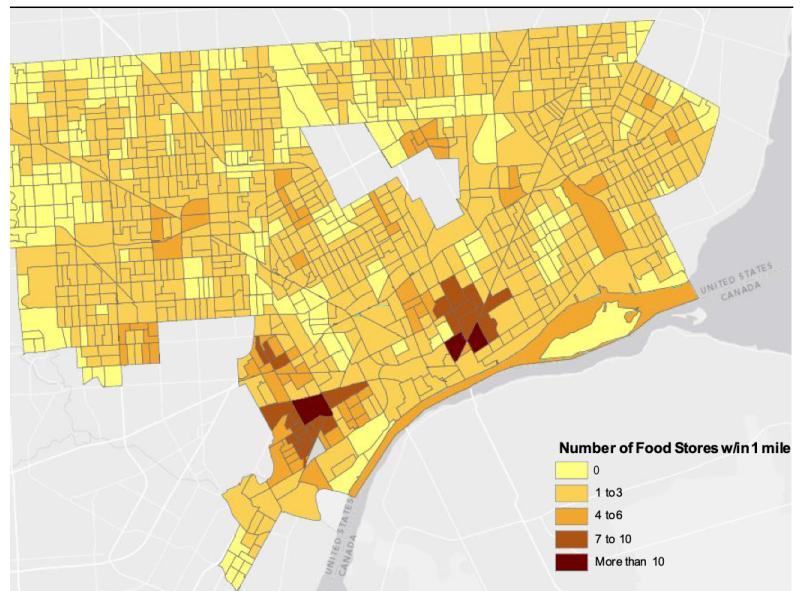 UNITED STATES
CANADA
Number of Food Stores w/in 1 mile
0
1 to3
4 to6
7 to 10
More than 10
UNITED STATES
CANADA